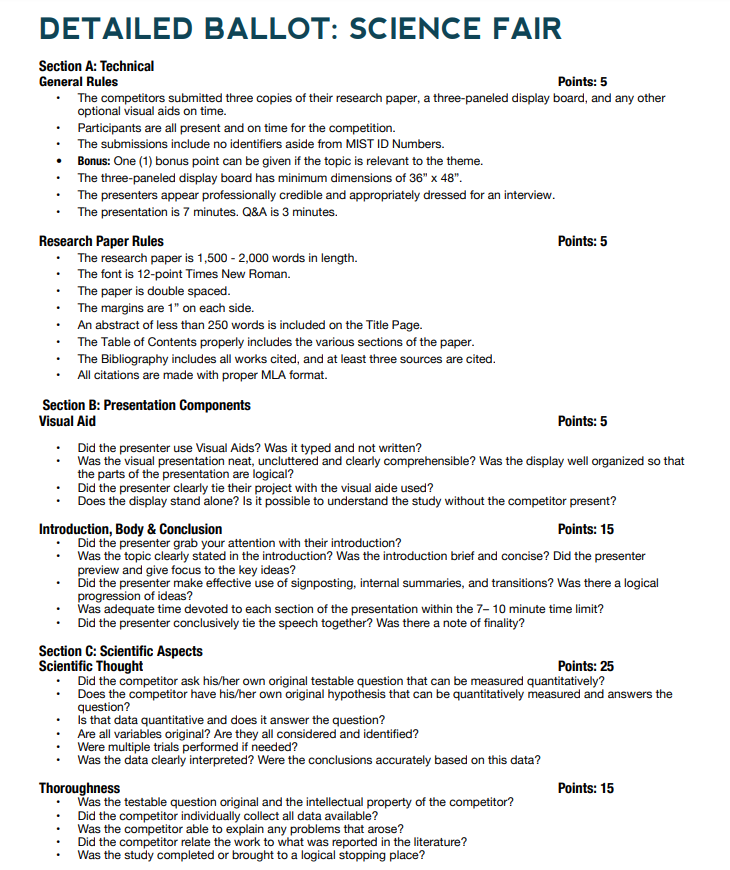 DETAILED BALLOT: SCIENCE FAIR
Section A: Technical
General Rules Points: 5
• The competitors submitted three copies of their research paper, a three-paneled display board, and any other
optional visual aids on time.
• Participants are all present and on time for the competition.
• The submissions include no identifiers aside from MIST ID Numbers.
• Bonus: One (1) bonus point can be given if the topic is relevant to the theme.
• The three-paneled display board has minimum dimensions of 36” x 48”.
• The presenters appear professionally credible and appropriately dressed for an interview.
• The presentation is 7 minutes. Q&A is 3 minutes.
Research Paper Rules Points: 5
• The research paper is 1,500 - 2,000 words in length.
• The font is 12-point Times New Roman.
• The paper is double spaced.
• The margins are 1” on each side.
• An abstract of less than 250 words is included on the Title Page.
• The Table of Contents properly includes the various sections of the paper.
• The Bibliography includes all works cited, and at least three sources are cited.
• All citations are made with proper MLA format.
Section B: Presentation Components
Visual Aid Points: 5
• Did the presenter use Visual Aids? Was it typed and not written?
• Was the visual presentation neat, uncluttered and clearly comprehensible? Was the display well organized so that
the parts of the presentation are logical?
• Did the presenter clearly tie their project with the visual aide used?
• Does the display stand alone? Is it possible to understand the study without the competitor present?
Introduction, Body & Conclusion Points: 15
• Did the presenter grab your attention with their introduction?
• Was the topic clearly stated in the introduction? Was the introduction brief and concise? Did the presenter
preview and give focus to the key ideas?
• Did the presenter make effective use of signposting, internal summaries, and transitions? Was there a logical
progression of ideas?
• Was adequate time devoted to each section of the presentation within the 7– 10 minute time limit?
• Did the presenter conclusively tie the speech together? Was there a note of finality?
Section C: Scientific Aspects
Scientific Thought Points: 25
• Did the competitor ask his/her own original testable question that can be measured quantitatively?
• Does the competitor have his/her own original hypothesis that can be quantitatively measured and answers the
question?
• Is that data quantitative and does it answer the question?
• Are all variables original? Are they all considered and identified?
• Were multiple trials performed if needed?
• Was the data clearly interpreted? Were the conclusions accurately based on this data?
Thoroughness Points: 15
• Was the testable question original and the intellectual property of the competitor?
• Did the competitor individually collect all data available?
• Was the competitor able to explain any problems that arose?
• Did the competitor relate the work to what was reported in the literature?
• Was the study completed or brought to a logical stopping place?